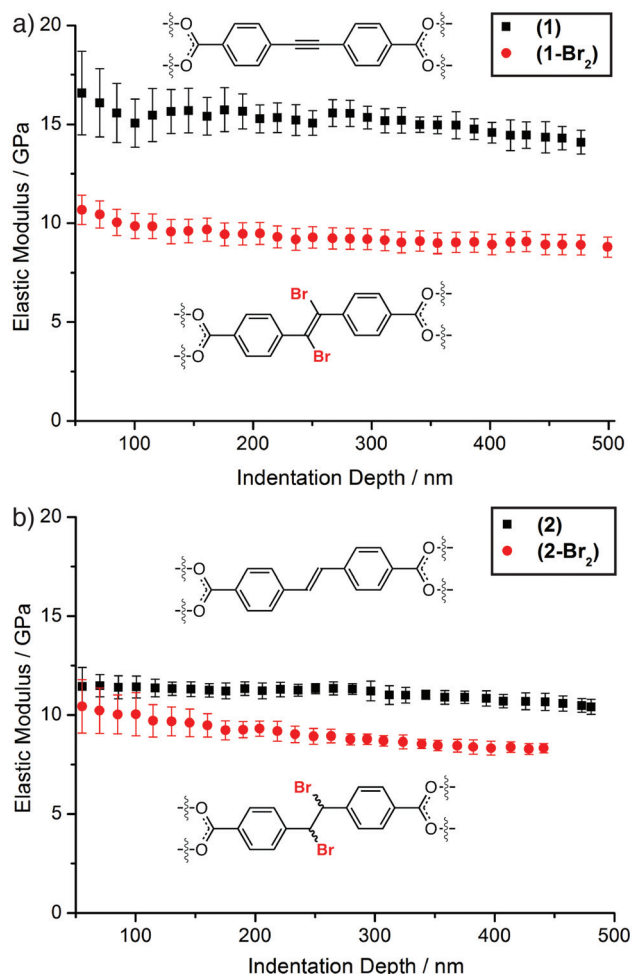 a)
(1)
(1-Br₂)
O
O
O
O
Elastic Modulus / GPa
20
15
10
5
0
Br
Br
O
O
O
O
100
200
300
400
500
Indentation Depth / nm
b)
(2)
(2-Br₂)
O
O
O
O
Elastic Modulus / GPa
20
15
10
5
0
Br
Br
O
O
O
O
100
200
300
400
500
Indentation Depth / nm